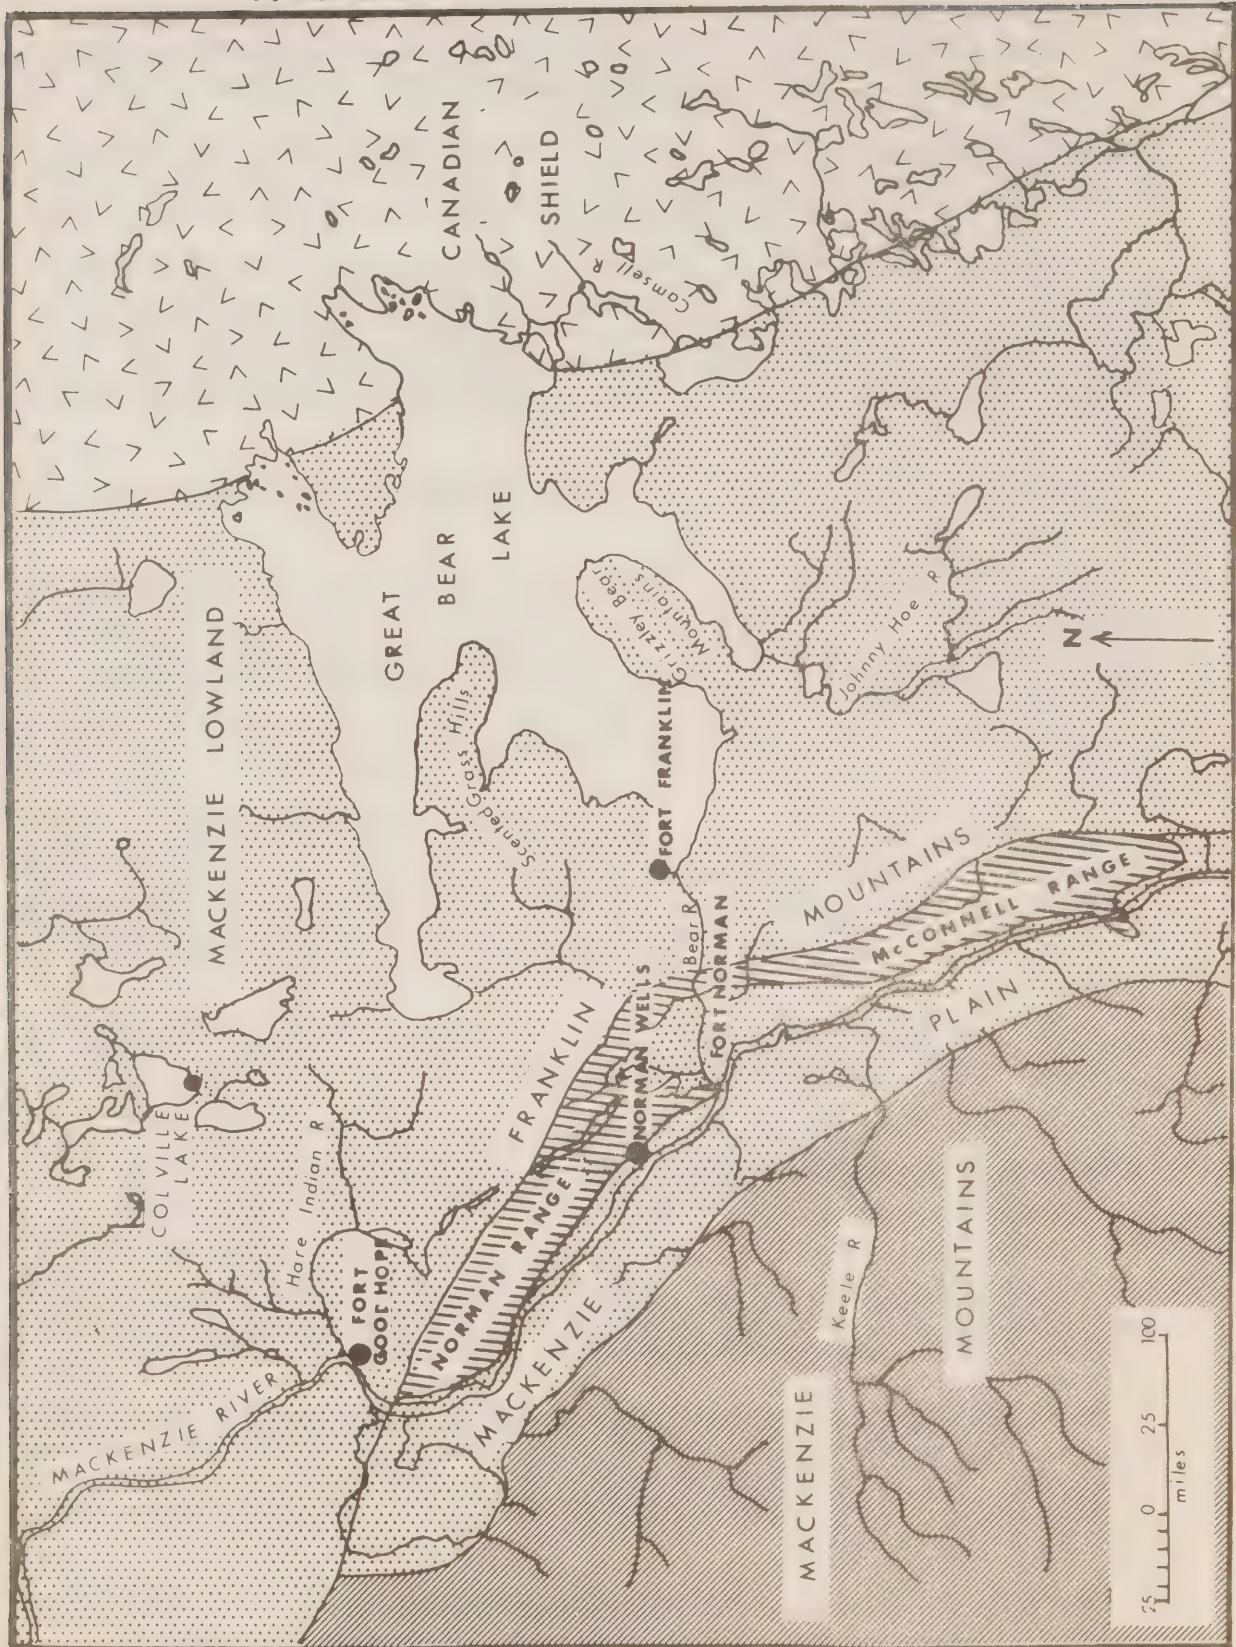 MACKENZIE RIVER
COLVILLE
LAKE
MACKENZIE LOWLAND
Hare Indian R
FORT
GOOD HOPE
GREAT
BEAR
LAKE
CANADIAN
SHIELD
Camsell R
Scented Grass Hills
Grizzley Bear
Mountains
FRANKLIN
MOUNTAINS
NORMAN RANGE
NORMAN WELLS
FORT FRANKLIN
Bear R
FORT NORMAN
MACKENZIE
PLAIN
McCONNELL RANGE
Johnny Hoe R
Keele R
MACKENZIE
MOUNTAINS
N
25 0 25 100
miles